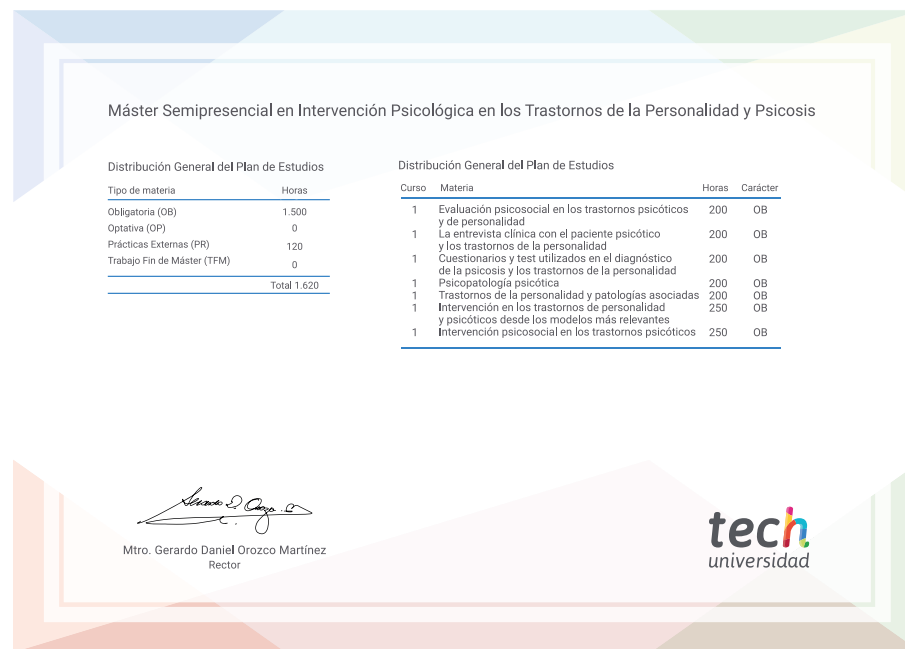 Máster Semipresencial en Intervención Psicológica en los Trastornos de la Personalidad y Psicosis
Distribución General del Plan de Estudios
Tipo de materia Horas
Obligatoria (OB) 1.500
Optativa (OP) 0
Prácticas Externas (PR) 120
Trabajo Fin de Máster (TFM) 0
Total 1.620
Distribución General del Plan de Estudios
Curso Materia Horas Carácter
1 Evaluación psicosocial en los trastornos psicóticos 200 OB
y de personalidad
1 La entrevista clínica con el paciente psicótico 200 OB
y los trastornos de la personalidad
1 Cuestionarios y test utilizados en el diagnóstico 200 OB
de la psicosis y los trastornos de la personalidad
1 Psicopatología psicótica 200 OB
1 Trastornos de la personalidad y patologías asociadas 200 OB
1 Intervención en los trastornos de personalidad 250 OB
y psicóticos desde los modelos más relevantes
1 Intervención psicosocial en los trastornos psicóticos 250 OB
Mtro. Gerardo Daniel Orozco Martínez
Rector
tech
universidad